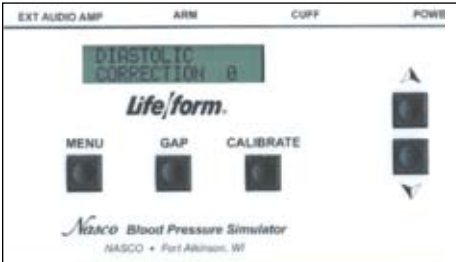 EXT AUDIO AMP ARM CUFF POWE
DIASTOLIC
CORRECTION 0
Life/form.
MENU GAP CALIBRATE
Nasco Blood Pressure Simulator
NASCO • Fort Atkinson, WI